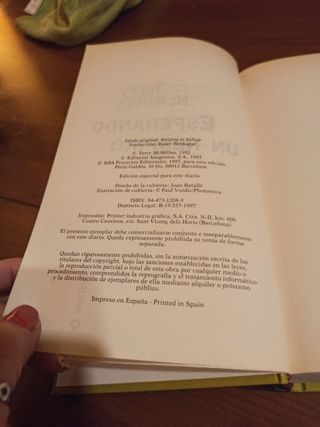 Título original: Waiting to Exhale
Traducción: Roser Berdagué
© Terry McMillan, 1992
© Editorial Anagrama, S.A., 1993
© RBA Proyectos Editoriales, 1997, para esta edición
Pérez Galdós, 36 bis, 08012 Barcelona
Edición especial para este diario
Diseño de la cubierta: Joan Batallé
Ilustración de cubierta: © Paul Vordic/Photonica
ISBN: 84-473-1208-9
Depósito Legal: B-19.557-1997
Impresión: Printer industria gráfica, S.A. Ctra. N-II, km. 600
Cuatro Caminos, s/n. Sant Vicenç dels Horts (Barcelona)
El presente ejemplar debe comercializarse conjunta e inseparablemente
con este diario. Queda expresamente prohibida su venta de forma
separada.
Quedan rigurosamente prohibidas, sin la autorización escrita de los
titulares del copyright, bajo las sanciones establecidas en las leyes,
la reproducción parcial o total de esta obra por cualquier medio o
procedimiento, comprendidos la reprografía y el tratamiento informático
y la distribución de ejemplares de ella mediante alquiler o préstamo
público.
Impreso en España - Printed in Spain
Terry
McMillan
ESPERANDO
UN